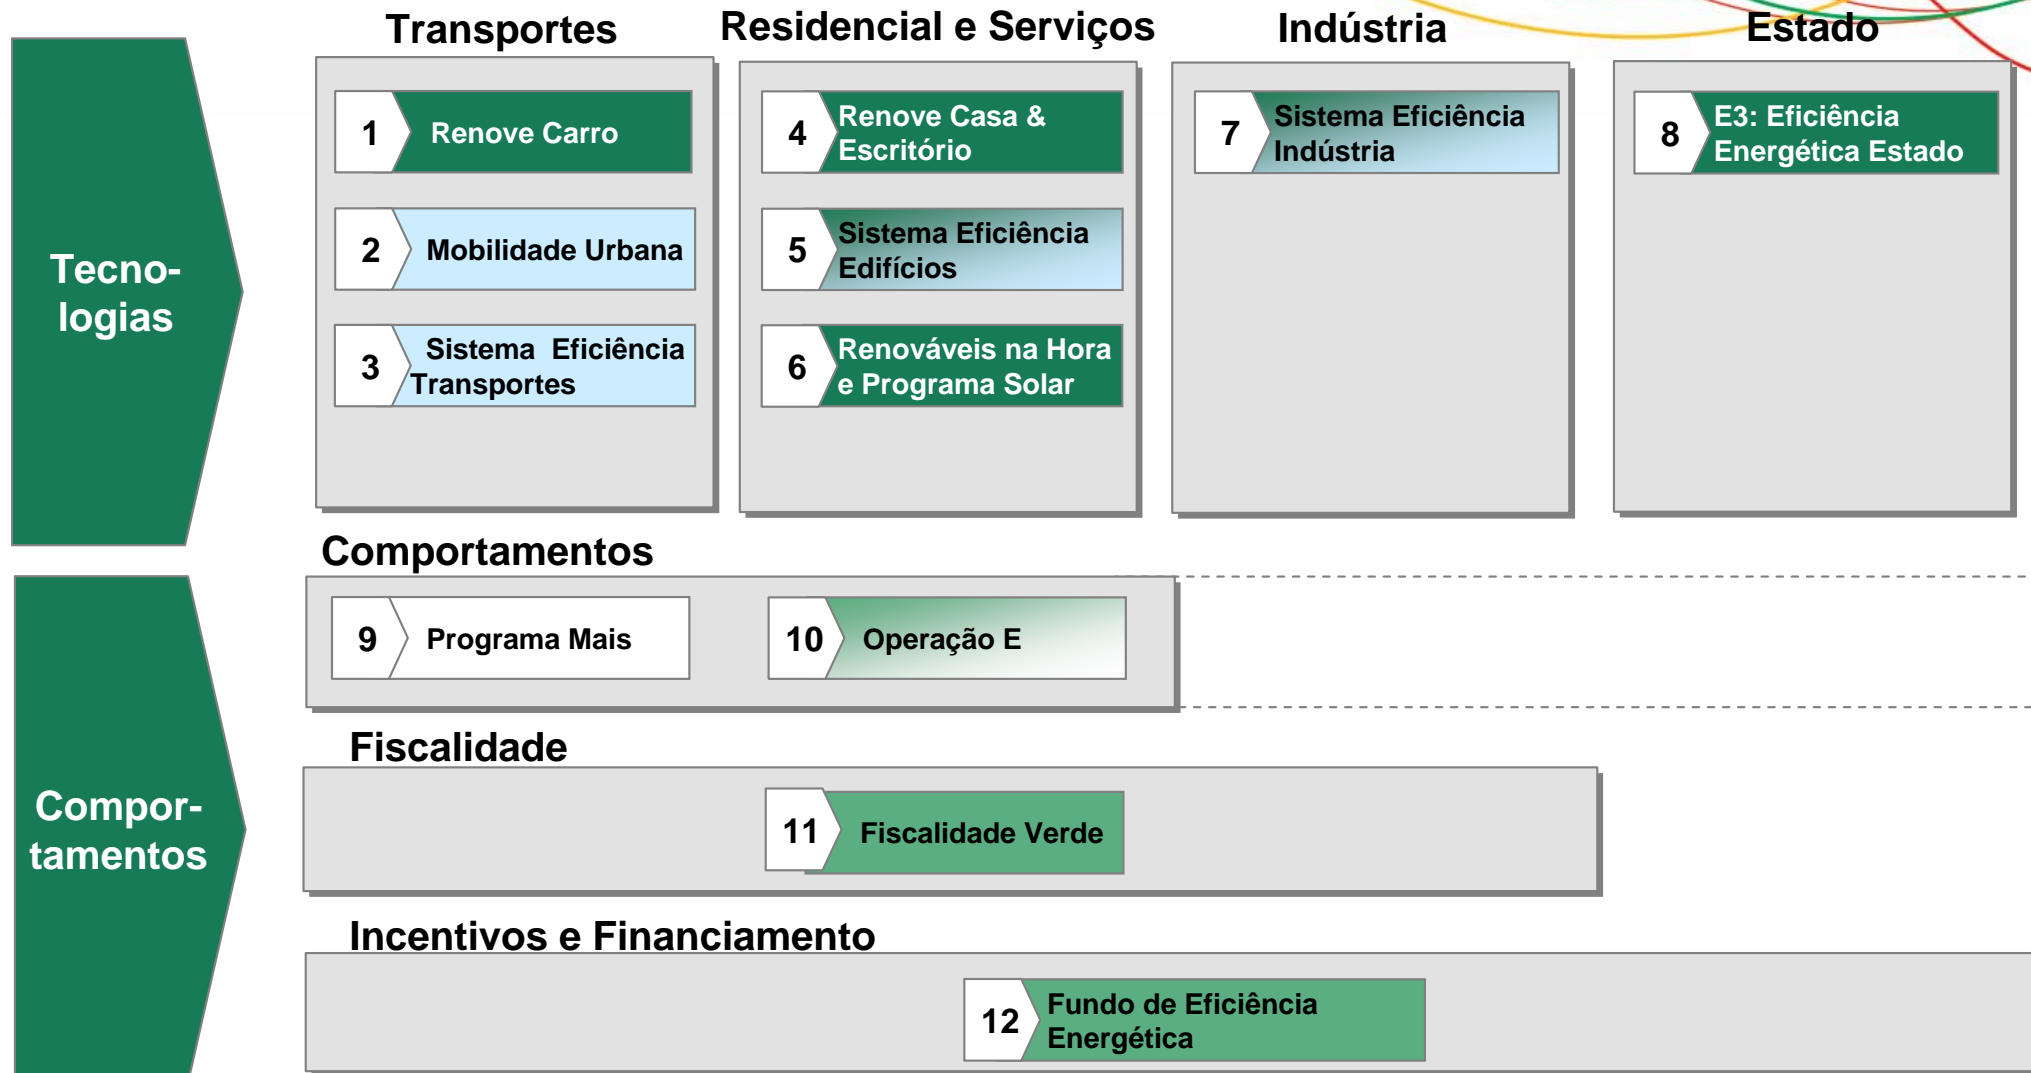 Transportes
Residencial e Serviços
Indústria
Estado
Tecno-
logias
1
Renove Carro
2
Mobilidade Urbana
3
Sistema Eficiência
Transportes
4
Renove Casa &
Escritório
5
Sistema Eficiência
Edifícios
6
Renováveis na Hora
e Programa Solar
7
Sistema Eficiência
Indústria
8
E3: Eficiência
Energética Estado
Compor-
tamentos
Comportamentos
9
Programa Mais
10
Operação E
Fiscalidade
11
Fiscalidade Verde
Incentivos e Financiamento
12
Fundo de Eficiência
Energética